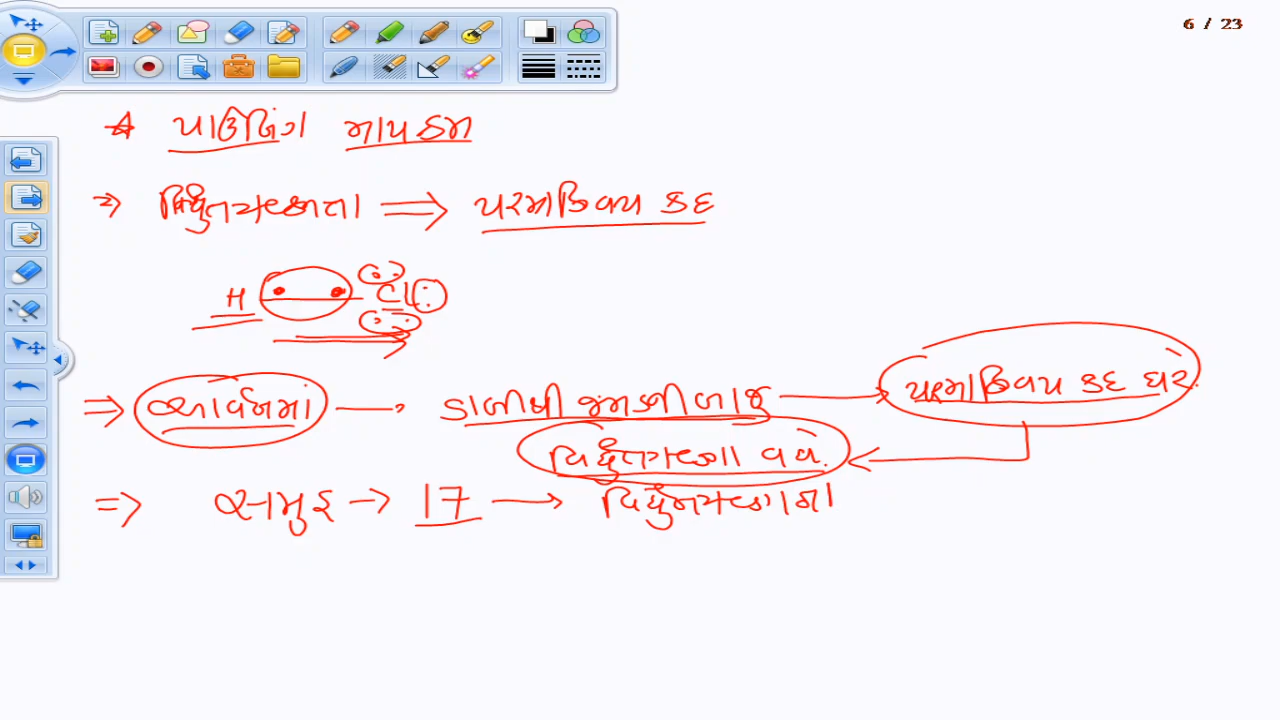 6 / 23
* પાઉલિંગ માપક્રમ
⇒ વિદ્યુતઋણતા ⇒ પરમાણ્વિય કદ
H — Cl
⇒ આવર્તમાં → ડાબીથી જમણીબાજુ → પરમાણ્વિય કદ ઘટે.
વિદ્યુતઋણતા વધે.
⇒ સમુહ → 17 → વિદ્યુતઋણતા